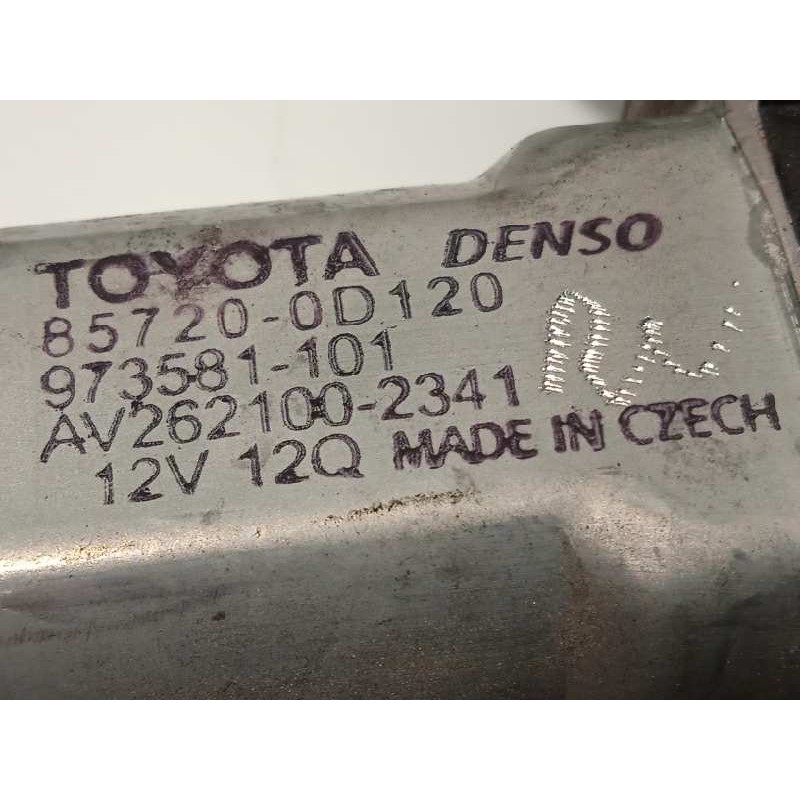 TOYOTA DENSO
85720-0D120
973581-101
AV262100-2341
12V 12Q MADE IN CZECH